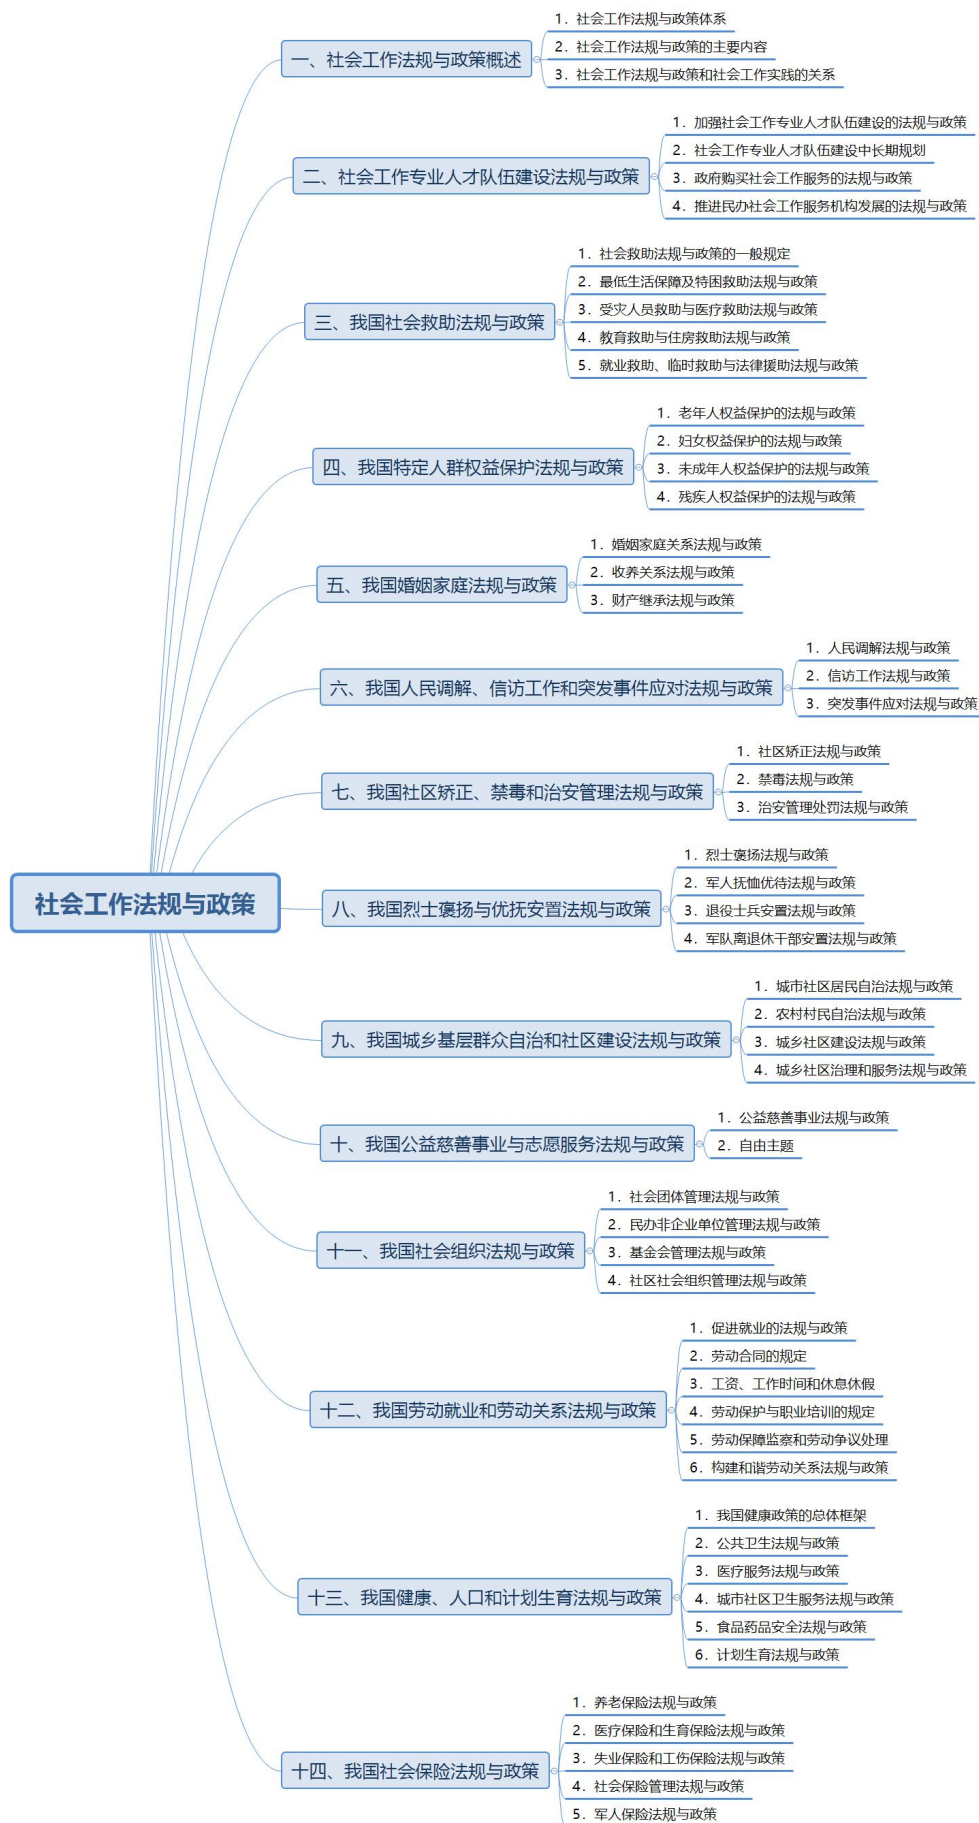 社会工作法规与政策
一、社会工作法规与政策概述
1. 社会工作法规与政策体系
2. 社会工作法规与政策的主要内容
3. 社会工作法规与政策和社会工作实践的关系
二、社会工作专业人才队伍建设法规与政策
1. 加强社会工作专业人才队伍建设的法规与政策
2. 社会工作专业人才队伍建设中长期规划
3. 政府购买社会工作服务的法规与政策
4. 推进民办社会工作服务机构发展的法规与政策
三、我国社会救助法规与政策
1. 社会救助法规与政策的一般规定
2. 最低生活保障及特困救助法规与政策
3. 受灾人员救助与医疗救助法规与政策
4. 教育救助与住房救助法规与政策
5. 就业救助、临时救助与法律援助法规与政策
四、我国特定人群权益保护法规与政策
1. 老年人权益保护的法规与政策
2. 妇女权益保护的法规与政策
3. 未成年人权益保护的法规与政策
4. 残疾人权益保护的法规与政策
五、我国婚姻家庭法规与政策
1. 婚姻家庭关系法规与政策
2. 收养关系法规与政策
3. 财产继承法规与政策
六、我国人民调解、信访工作和突发事件应对法规与政策
1. 人民调解法规与政策
2. 信访工作法规与政策
3. 突发事件应对法规与政策
七、我国社区矫正、禁毒和治安管理法规与政策
1. 社区矫正法规与政策
2. 禁毒法规与政策
3. 治安管理处罚法规与政策
八、我国烈士褒扬与优抚安置法规与政策
1. 烈士褒扬法规与政策
2. 军人抚恤优待法规与政策
3. 退役士兵安置法规与政策
4. 军队离退休干部安置法规与政策
九、我国城乡基层群众自治和社区建设法规与政策
1. 城市社区居民自治法规与政策
2. 农村村民自治法规与政策
3. 城乡社区建设法规与政策
4. 城乡社区治理和服务法规与政策
十、我国公益慈善事业与志愿服务法规与政策
1. 公益慈善事业法规与政策
2. 自由主题
十一、我国社会组织法规与政策
1. 社会团体管理法规与政策
2. 民办非企业单位管理法规与政策
3. 基金会管理法规与政策
4. 社区社会组织管理法规与政策
十二、我国劳动就业和劳动关系法规与政策
1. 促进就业的法规与政策
2. 劳动合同的规定
3. 工资、工作时间和休息休假
4. 劳动保护与职业培训的规定
5. 劳动保障监察和劳动争议处理
6. 构建和谐劳动关系法规与政策
十三、我国健康、人口和计划生育法规与政策
1. 我国健康政策的总体框架
2. 公共卫生法规与政策
3. 医疗服务法规与政策
4. 城市社区卫生服务法规与政策
5. 食品药品安全法规与政策
6. 计划生育法规与政策
十四、我国社会保险法规与政策
1. 养老保险法规与政策
2. 医疗保险和生育保险法规与政策
3. 失业保险和工伤保险法规与政策
4. 社会保险管理法规与政策
5. 军人保险法规与政策